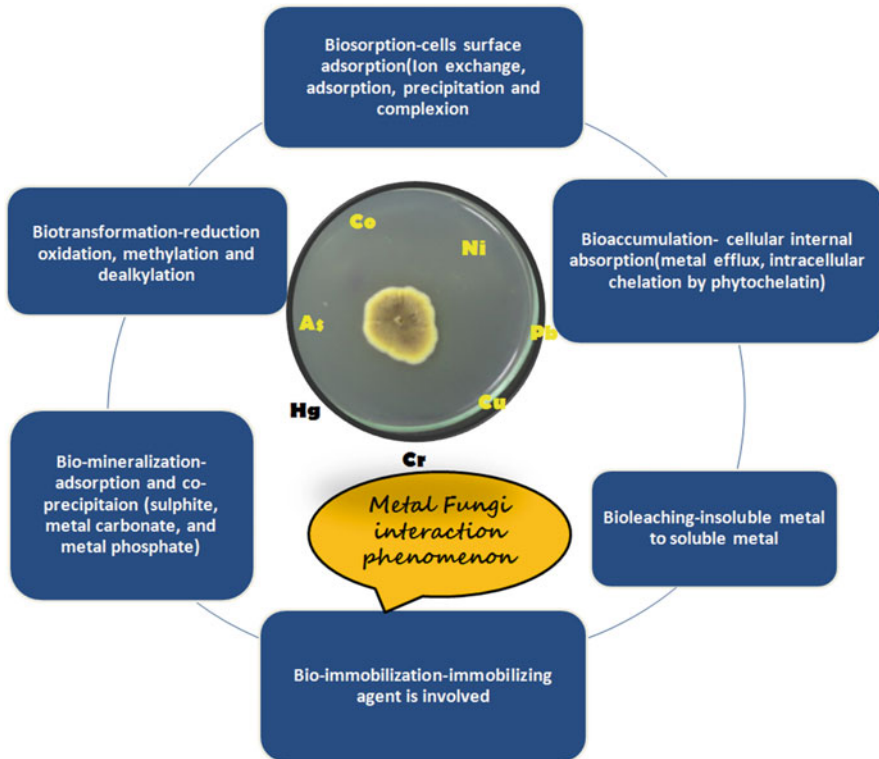 Biosorption-cells surface
adsorption(Ion exchange,
adsorption, precipitation and
complexion
Biotransformation-reduction
oxidation, methylation and
dealkylation
Co
Ni
Bioaccumulation- cellular internal
absorption(metal efflux, intracellular
chelation by phytochelatin)
As
Pb
Hg
Cu
Cr
Bio-mineralization-
adsorption and co-
precipitaion (sulphite,
metal carbonate, and
metal phosphate)
Metal Fungi
interaction
phenomenon
Bioleaching-insoluble metal
to soluble metal
Bio-immobilization-immobilizing
agent is involved